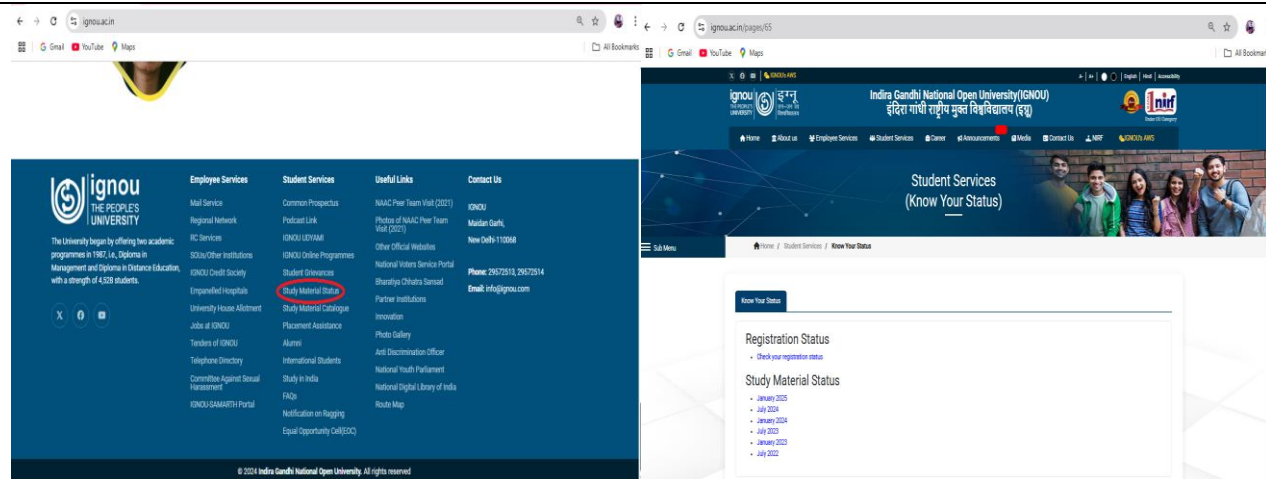 ignou.ac.in
Gmail
YouTube
Maps
All Bookmarks
ignou
THE PEOPLE'S
UNIVERSITY
The University began by offering two academic
programmes in 1987, i.e., Diploma in
Management and Diploma in Distance Education,
with a strength of 4,528 students.
Employee Services
Mail Service
Regional Network
RC Services
SOUs/Other Institutions
IGNOU Credit Society
Empanelled Hospitals
University House Allotment
Jobs at IGNOU
Tenders of IGNOU
Telephone Directory
Committee Against Sexual
Harassment
IGNOU-SAMARTH Portal
Student Services
Common Prospectus
Podcast Link
IGNOU UDYAMI
IGNOU Online Programmes
Student Grievances
Study Material Status
Study Material Catalogue
Placement Assistance
Alumni
International Students
Study in India
FAQs
Notification on Ragging
Equal Opportunity Cell(EOC)
Useful Links
NAAC Peer Team Visit (2021)
Photos of NAAC Peer Team
Visit (2021)
Other Official Websites
National Voters Service Portal
Bharatiya Chhatra Sansad
Partner Institutions
Innovation
Photo Gallery
Anti Discrimination Officer
National Youth Parliament
National Digital Library of India
Route Map
Contact Us
IGNOU
Maidan Garhi,
New Delhi-110068
Phone: 29572513, 29572514
Email: info@ignou.com
© 2024 Indira Gandhi National Open University. All rights reserved
ignou.ac.in/pages/65
Gmail
YouTube
Maps
All Bookmar
IGNOU's AWS
A- | A+ | English | Hindi | Accessibility
ignou
THE PEOPLE'S
UNIVERSITY
इग्नू
जन-जन का
विश्वविद्यालय
Indira Gandhi National Open University(IGNOU)
इंदिरा गांधी राष्ट्रीय मुक्त विश्वविद्यालय (इग्नू)
nirf
Under OU Category
Home
About us
Employee Services
Student Services
Career
Announcements
Media
Contact Us
NIRF
IGNOU's AWS
Student Services
(Know Your Status)
Sub Menu
Home / Student Services / Know Your Status
Know Your Status
Registration Status
Check your registration status
Study Material Status
January 2025
July 2024
January 2024
July 2023
January 2023
July 2022